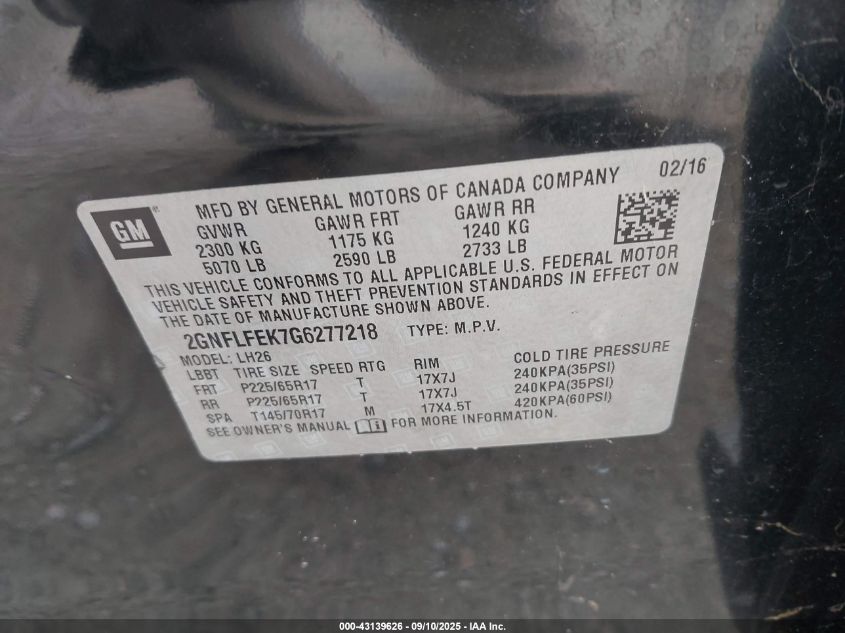 GM
MFD BY GENERAL MOTORS OF CANADA COMPANY 02/16
GVWR GAWR FRT GAWR RR
2300 KG 1175 KG 1240 KG
5070 LB 2590 LB 2733 LB
THIS VEHICLE CONFORMS TO ALL APPLICABLE U.S. FEDERAL MOTOR
VEHICLE SAFETY AND THEFT PREVENTION STANDARDS IN EFFECT ON
THE DATE OF MANUFACTURE SHOWN ABOVE.
2GNFLFEK7G6277218 TYPE: M.P.V.
MODEL: LH26
LBBT TIRE SIZE SPEED RTG RIM COLD TIRE PRESSURE
FRT P225/65R17 T 17X7J 240KPA(35PSI)
RR P225/65R17 T 17X7J 240KPA(35PSI)
SPA T145/70R17 M 17X4.5T 420KPA(60PSI)
SEE OWNER'S MANUAL FOR MORE INFORMATION.
000-43139626 - 09/10/2025 - IAA Inc.